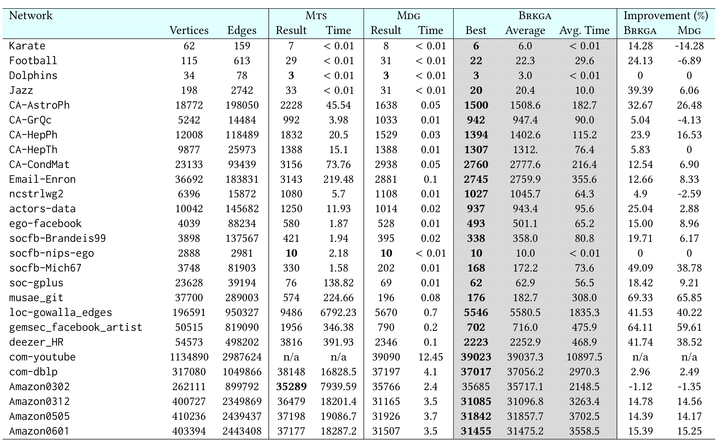 Network MTS MDG BRKGA Improvement (%)
Vertices Edges Result Time Result Time Best Average Avg. Time BRKGA MDG
Karate 62 159 7 < 0.01 8 < 0.01 6 6.0 < 0.01 14.28 -14.28
Football 115 613 29 < 0.01 31 < 0.01 22 22.3 29.6 24.13 -6.89
Dolphins 34 78 3 < 0.01 3 < 0.01 3 3.0 < 0.01 0 0
Jazz 198 2742 33 < 0.01 31 < 0.01 20 20.4 10.0 39.39 6.06
CA-AstroPh 18772 198050 2228 45.54 1638 0.05 1500 1508.6 182.7 32.67 26.48
CA-GrQc 5242 14484 992 3.98 1033 0.01 942 947.4 90.0 5.04 -4.13
CA-HepPh 12008 118489 1832 20.5 1529 0.03 1394 1402.6 115.2 23.9 16.53
CA-HepTh 9877 25973 1388 15.1 1388 0.01 1307 1312. 76.4 5.83 0
CA-CondMat 23133 93439 3156 73.76 2938 0.05 2760 2777.6 216.4 12.54 6.90
Email-Enron 36692 183831 3143 219.48 2881 0.1 2745 2759.9 355.6 12.66 8.33
ncstrlwg2 6396 15872 1080 5.7 1108 0.01 1027 1045.7 64.3 4.9 -2.59
actors-data 10042 145682 1250 11.93 1014 0.02 937 943.4 95.6 25.04 2.88
ego-facebook 4039 88234 580 1.87 528 0.01 493 501.1 65.2 15.00 8.96
socfb-Brandeis99 3898 137567 421 1.94 395 0.02 338 358.0 80.8 19.71 6.17
socfb-nips-ego 2888 2981 10 2.18 10 < 0.01 10 10.0 < 0.01 0 0
socfb-Mich67 3748 81903 330 1.58 202 0.01 168 172.2 73.6 49.09 38.78
soc-gplus 23628 39194 76 138.82 69 0.01 62 62.9 56.5 18.42 9.21
musae_git 37700 289003 574 224.66 196 0.08 176 182.7 308.0 69.33 65.85
loc-gowalla_edges 196591 950327 9486 6792.23 5670 0.7 5546 5580.5 1835.3 41.53 40.22
gemsec_facebook_artist 50515 819090 1956 346.38 790 0.2 702 716.0 475.9 64.11 59.61
deezer_HR 54573 498202 3816 391.93 2346 0.1 2223 2252.9 468.9 41.74 38.52
com-youtube 1134890 2987624 n/a n/a 39090 12.45 39023 39037.3 10897.5 n/a n/a
com-dblp 317080 1049866 38148 16828.5 37197 4.1 37017 37056.2 2970.3 2.96 2.49
Amazon0302 262111 899792 35289 7939.59 35766 2.4 35685 35717.1 2148.5 -1.12 -1.35
Amazon0312 400727 2349869 36479 18201.4 31165 3.5 31085 31096.8 3263.4 14.78 14.56
Amazon0505 410236 2439437 37198 19086.7 31926 3.7 31842 31857.7 3702.5 14.39 14.17
Amazon0601 403394 2443408 37177 18287.2 31507 3.5 31455 31475.2 3558.5 15.39 15.25